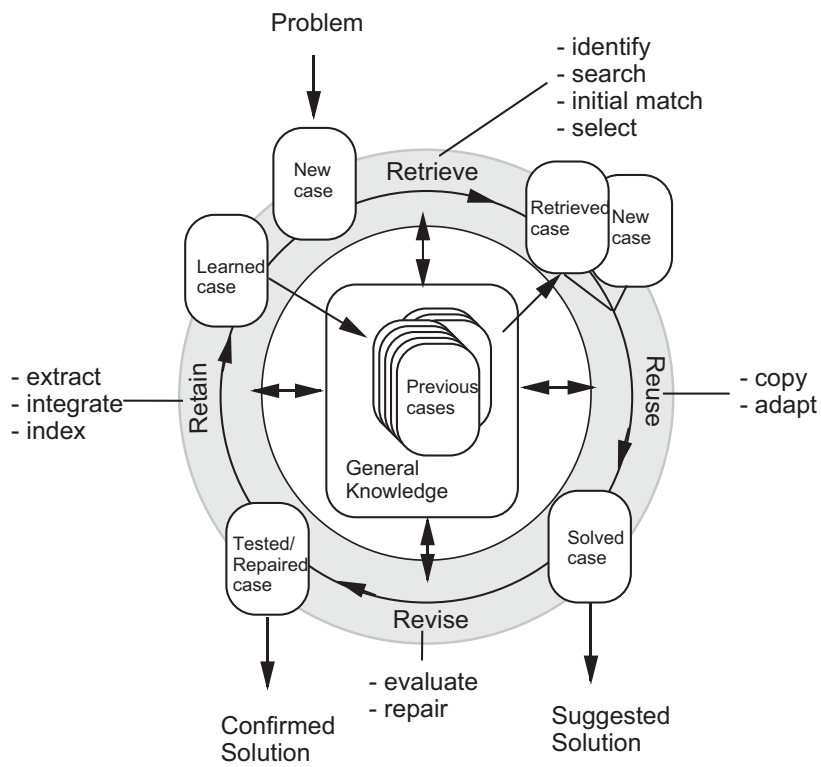 Problem
- identify
- search
- initial match
- select
New
case
Retrieve
Retrieved
case
New
case
Learned
case
Previous
cases
General
Knowledge
Retain
- extract
- integrate
- index
Reuse
- copy
- adapt
Tested/
Repaired
case
Solved
case
Revise
- evaluate
- repair
Confirmed
Solution
Suggested
Solution